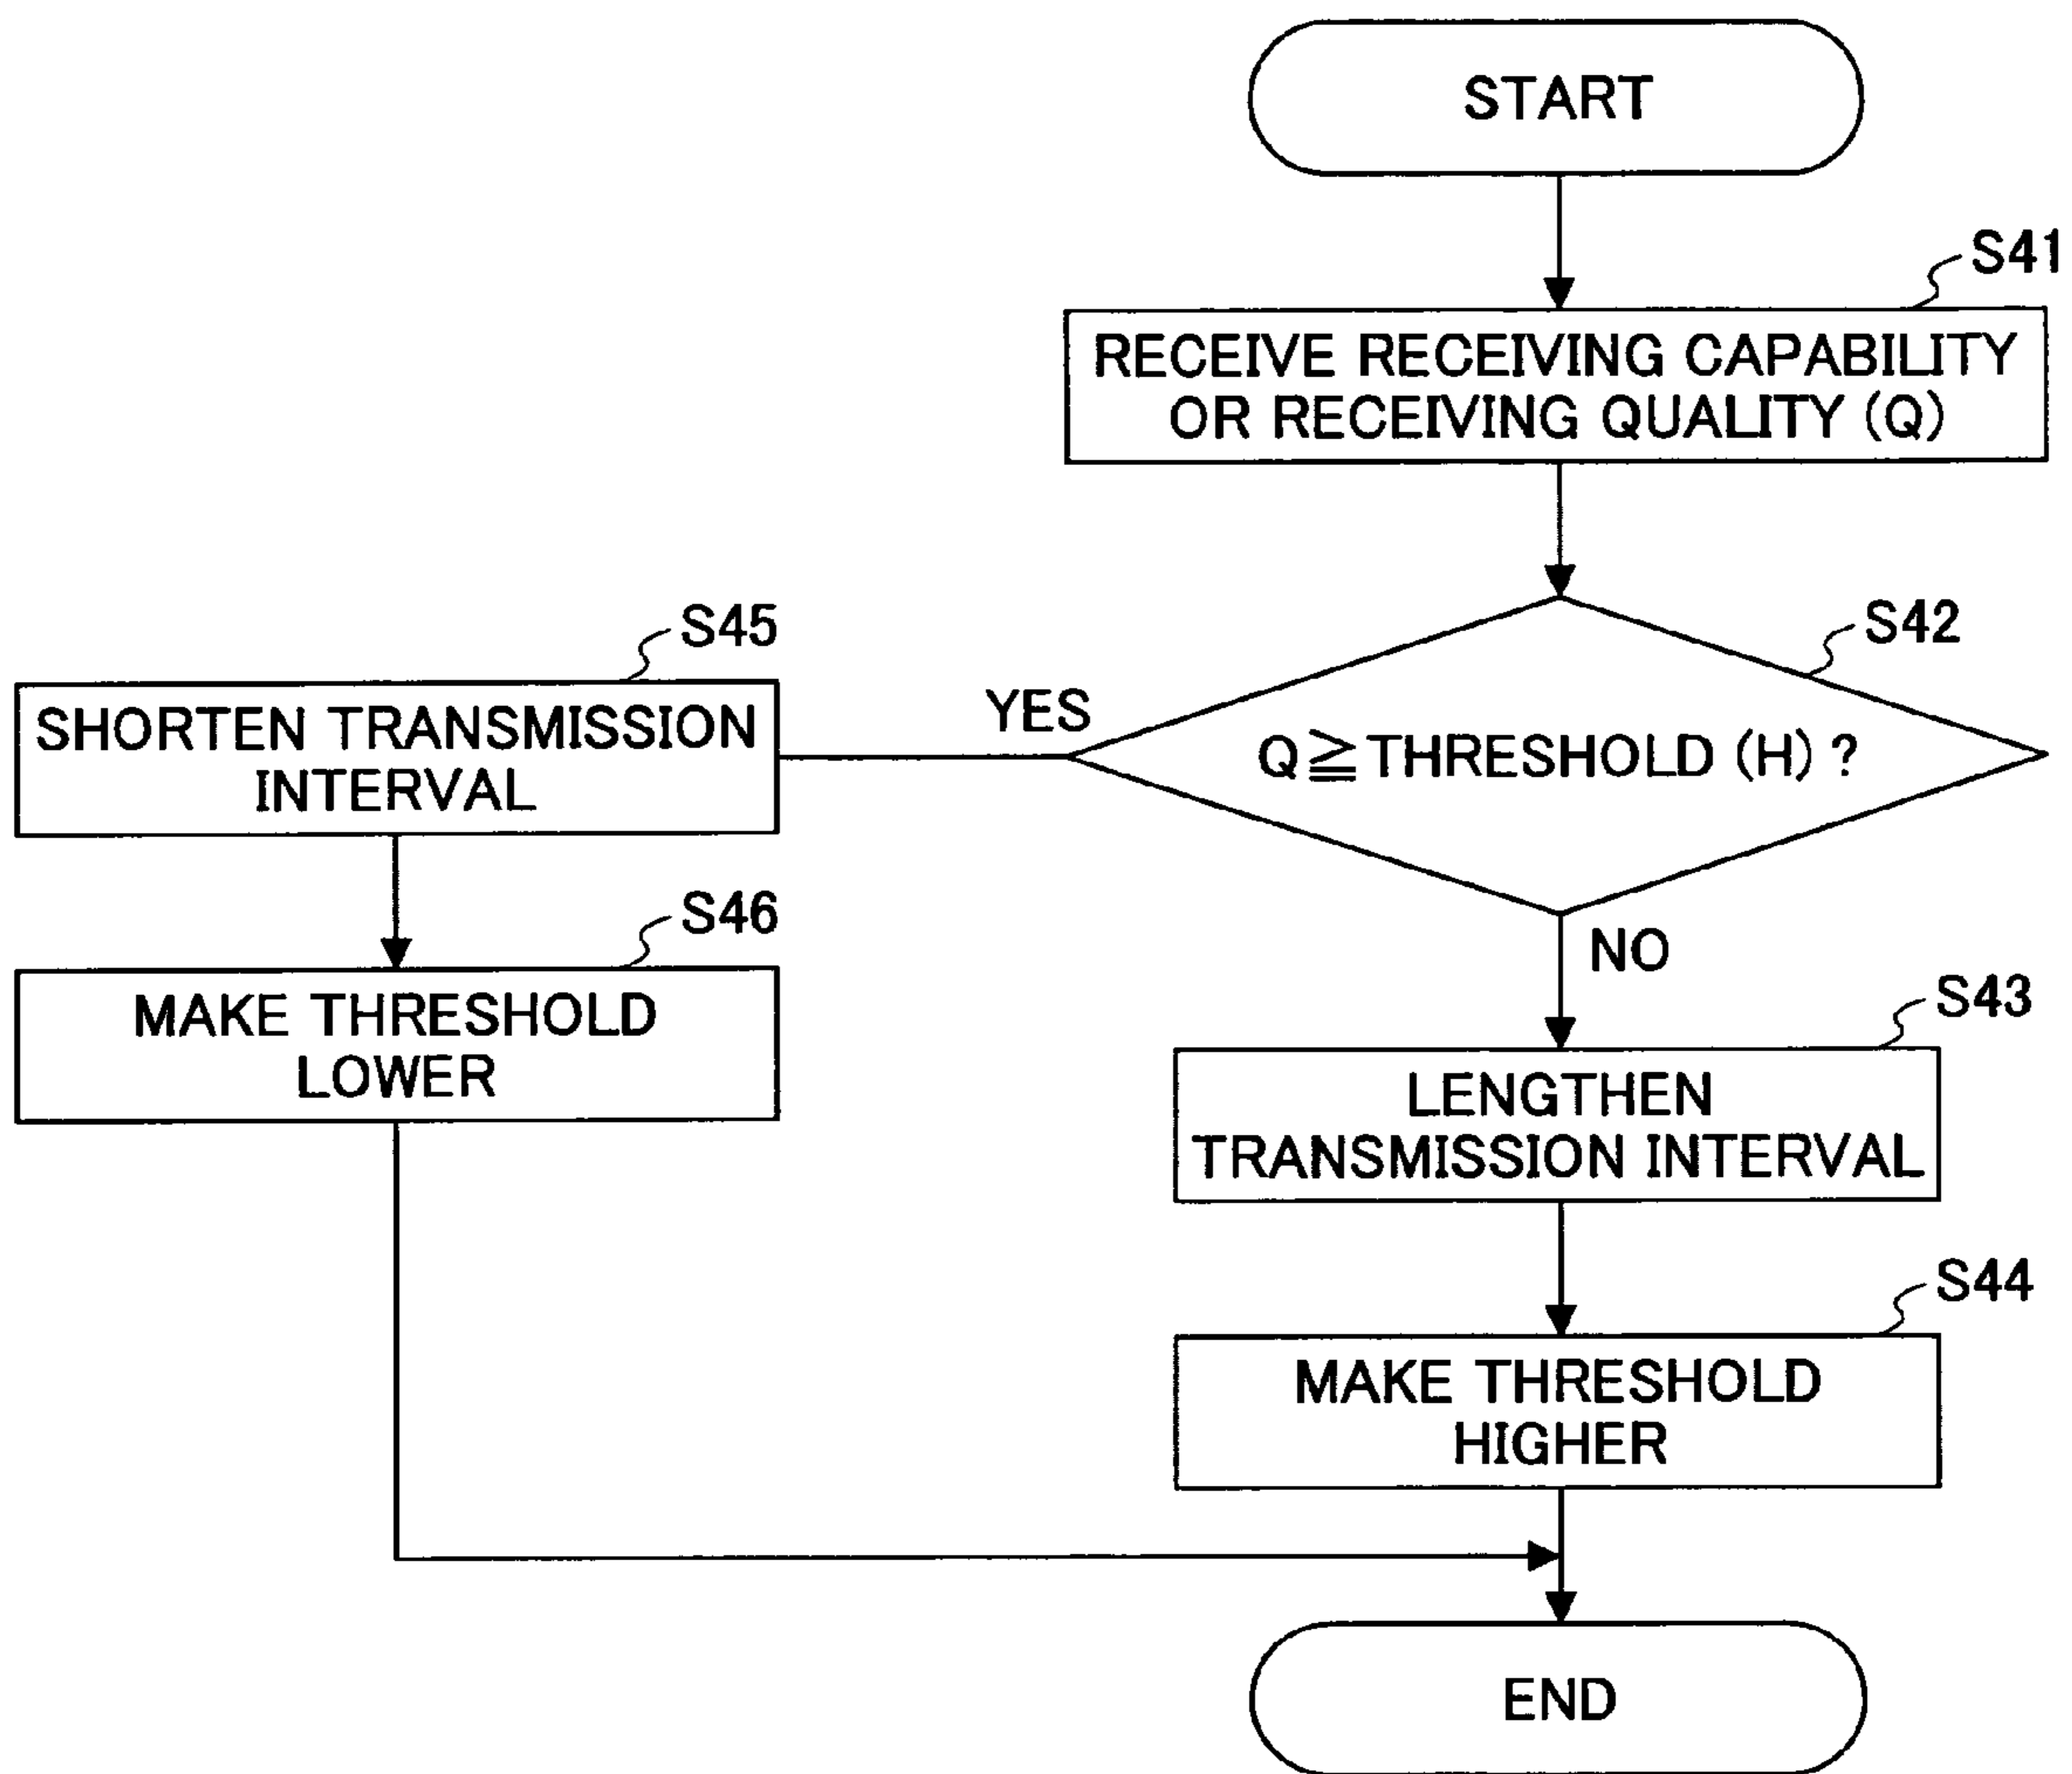 START
S41
RECEIVE RECEIVING CAPABILITY
OR RECEIVING QUALITY (Q)
S42
Q≧THRESHOLD (H) ?
YES
S45
SHORTEN TRANSMISSION
INTERVAL
S46
MAKE THRESHOLD
LOWER
NO
S43
LENGTHEN
TRANSMISSION INTERVAL
S44
MAKE THRESHOLD
HIGHER
END